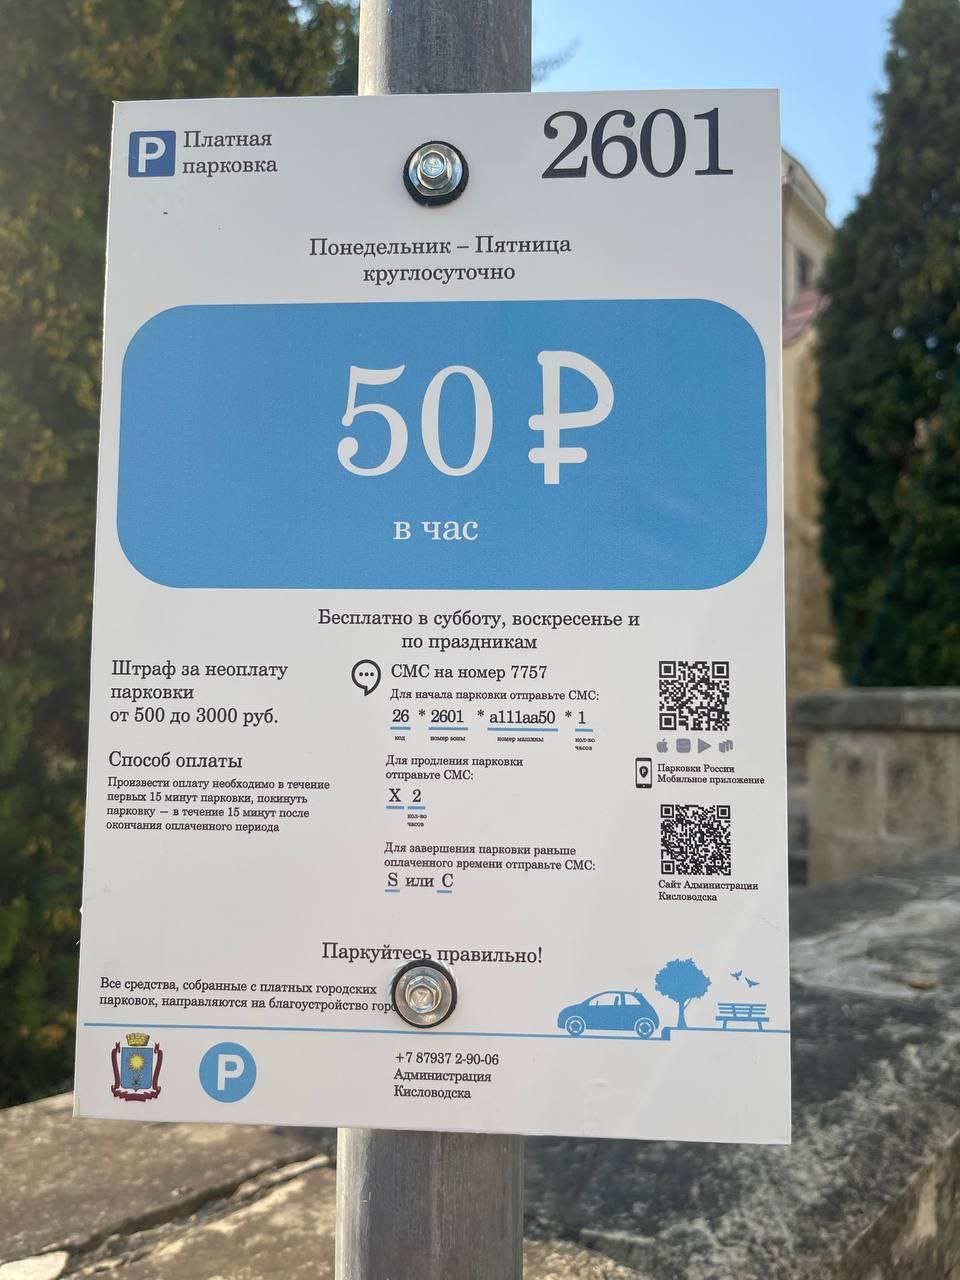 P Платная
парковка
2601
Понедельник – Пятница
круглосуточно
50 ₽
в час
Бесплатно в субботу, воскресенье и
по праздникам
Штраф за неоплату
парковки
от 500 до 3000 руб.
Способ оплаты
Произвести оплату необходимо в течение
первых 15 минут парковки, покинуть
парковку — в течение 15 минут после
окончания оплаченного периода
СМС на номер 7757
Для начала парковки отправьте СМС:
26 * 2601 * а111аа50 * 1
код номер зоны номер машины кол-во
часов
Для продления парковки
отправьте СМС:
X 2
кол-во
часов
Для завершения парковки раньше
оплаченного времени отправьте СМС:
S или C
P
Парковки России
Мобильное приложение
Сайт Администрации
Кисловодска
Паркуйтесь правильно!
Все средства, собранные с платных городских
парковок, направляются на благоустройство гор
P
+7 87937 2-90-06
Администрация
Кисловодска